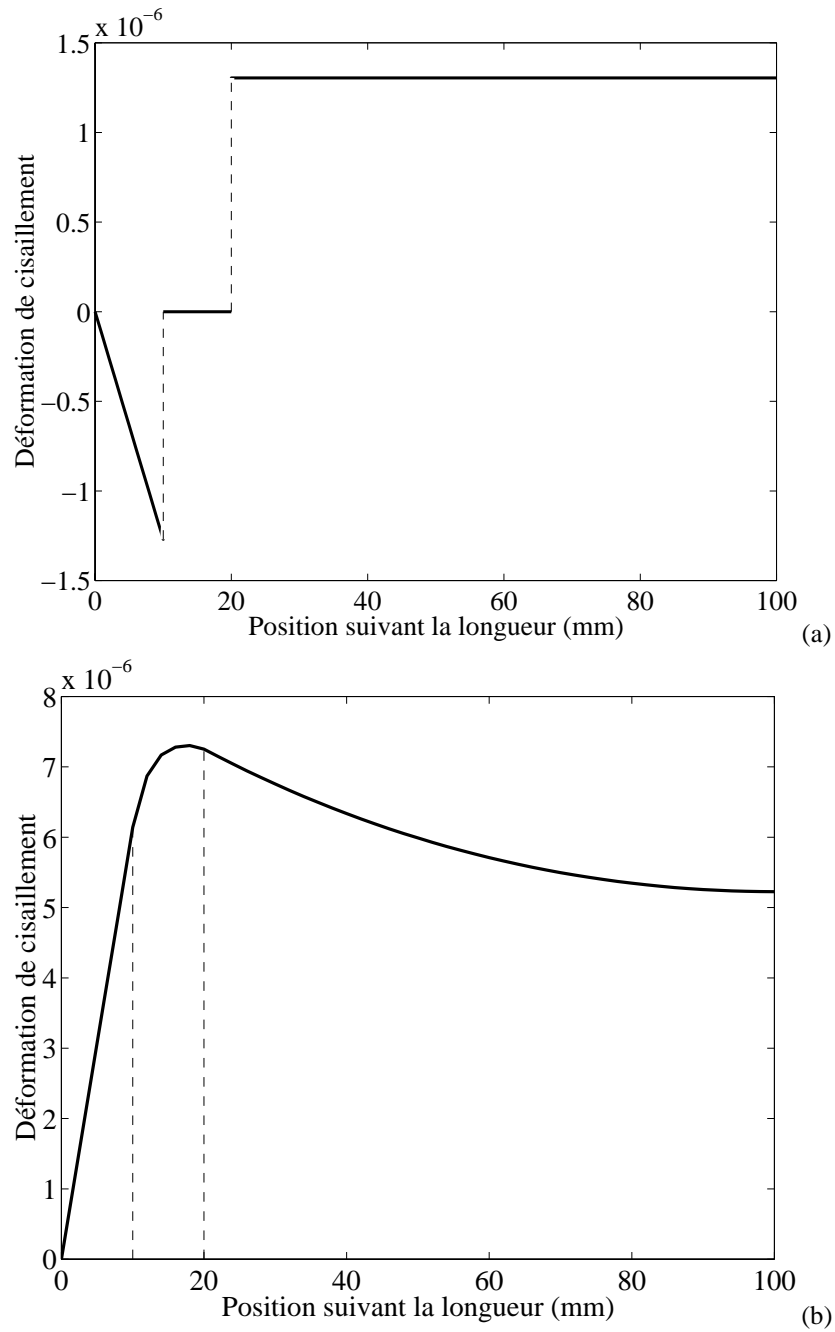 x 10−6
1.5
1
0.5
0
−0.5
−1
−1.5
Déformation de cisaillement
0 20 40 60 80 100
Position suivant la longueur (mm)
(a)
x 10−6
8
7
6
5
4
3
2
1
0
Déformation de cisaillement
0 20 40 60 80 100
Position suivant la longueur (mm)
(b)